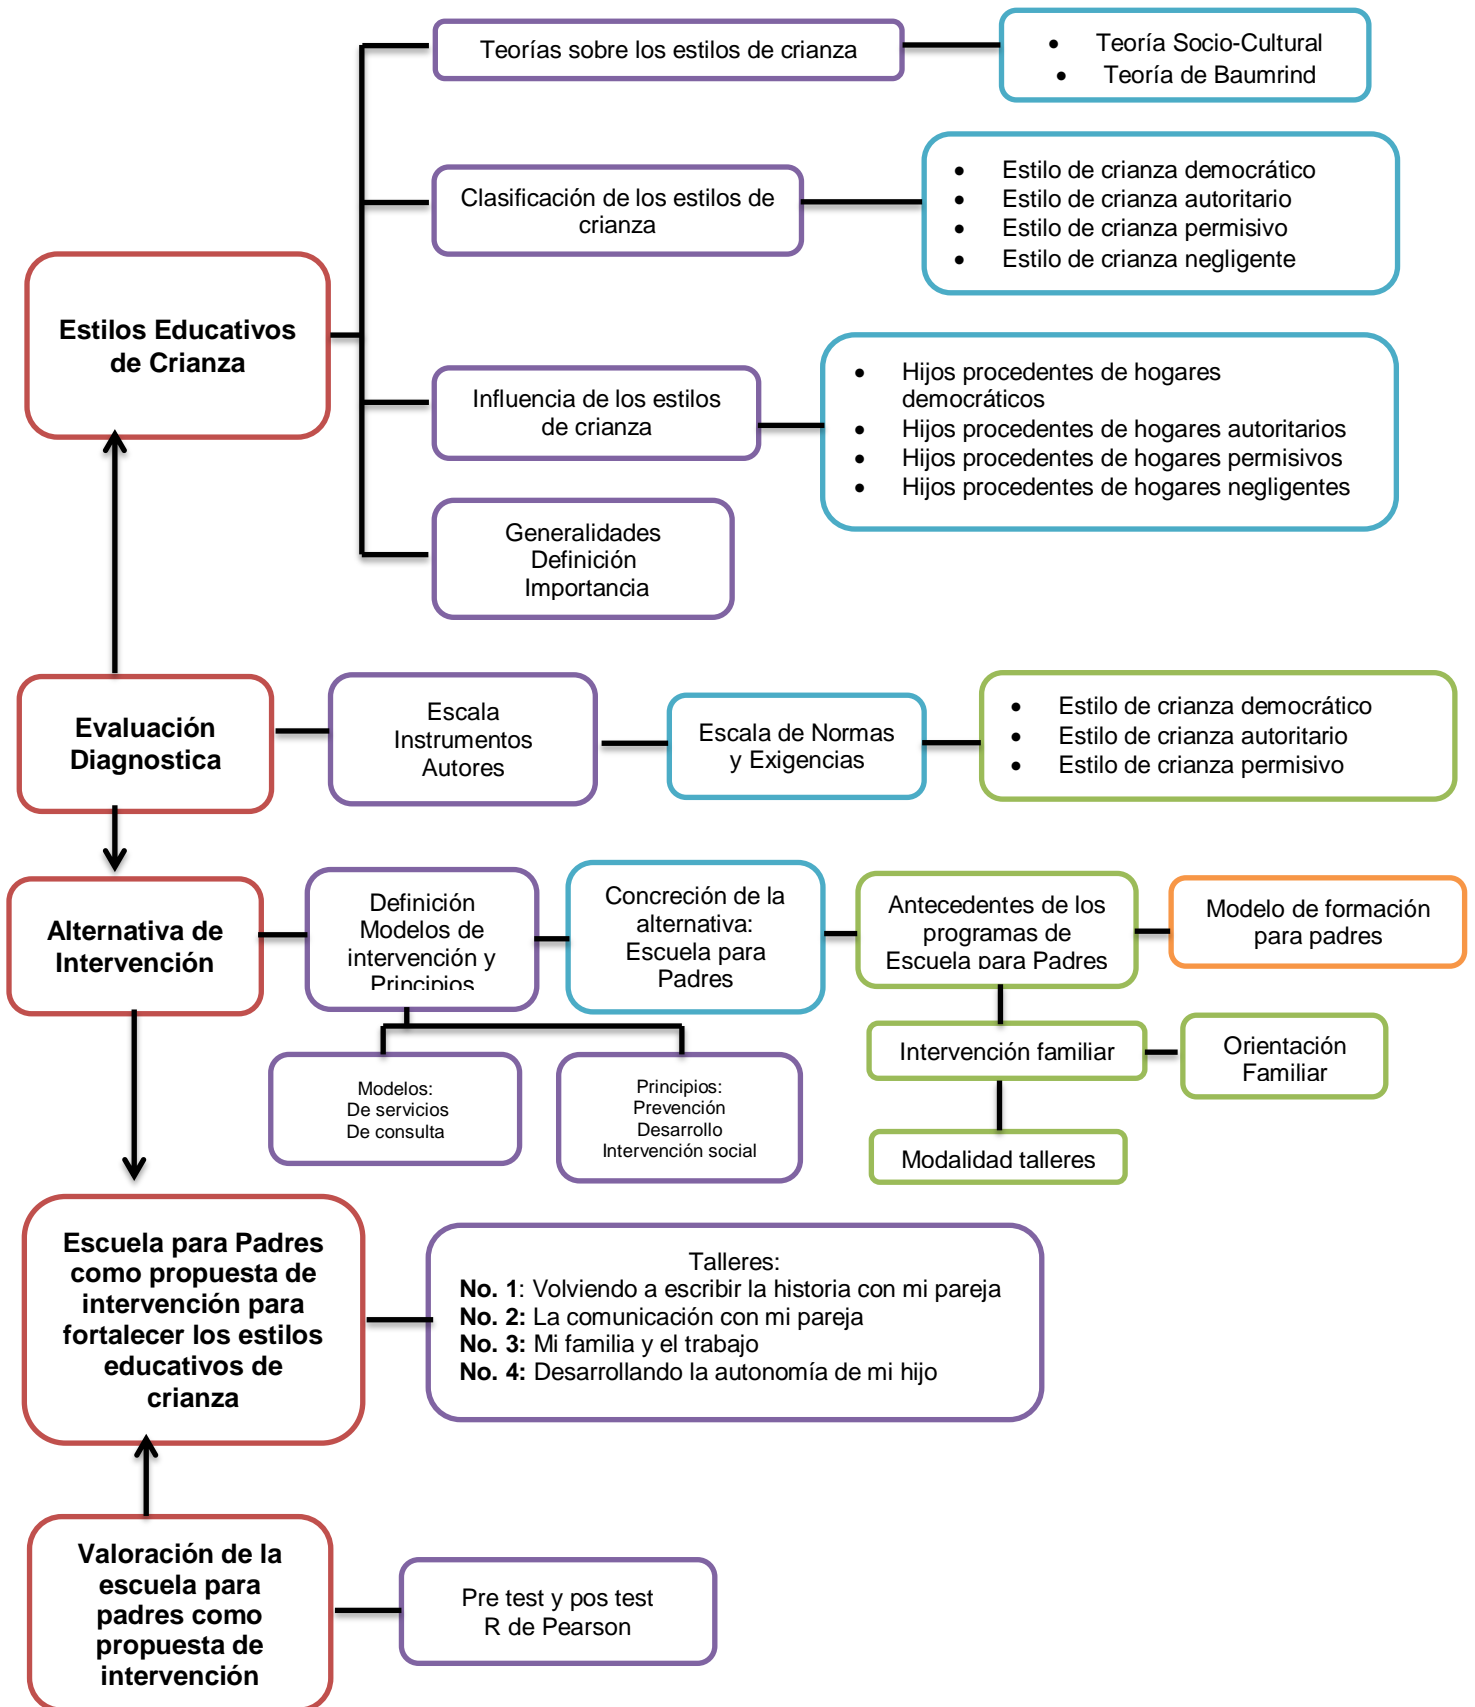 Teorías sobre los estilos de crianza
• Teoría Socio-Cultural
• Teoría de Baumrind
Clasificación de los estilos de
crianza
• Estilo de crianza democrático
• Estilo de crianza autoritario
• Estilo de crianza permisivo
• Estilo de crianza negligente
Estilos Educativos
de Crianza
Influencia de los estilos
de crianza
• Hijos procedentes de hogares
democráticos
• Hijos procedentes de hogares autoritarios
• Hijos procedentes de hogares permisivos
• Hijos procedentes de hogares negligentes
Generalidades
Definición
Importancia
Evaluación
Diagnostica
Escala
Instrumentos
Autores
Escala de Normas
y Exigencias
• Estilo de crianza democrático
• Estilo de crianza autoritario
• Estilo de crianza permisivo
Alternativa de
Intervención
Definición
Modelos de
intervención y
Principios
Concreción de la
alternativa:
Escuela para
Padres
Antecedentes de los
programas de
Escuela para Padres
Modelo de formación
para padres
Modelos:
De servicios
De consulta
Principios:
Prevención
Desarrollo
Intervención social
Intervención familiar
Orientación
Familiar
Modalidad talleres
Escuela para Padres
como propuesta de
intervención para
fortalecer los estilos
educativos de
crianza
Talleres:
No. 1: Volviendo a escribir la historia con mi pareja
No. 2: La comunicación con mi pareja
No. 3: Mi familia y el trabajo
No. 4: Desarrollando la autonomía de mi hijo
Valoración de la
escuela para
padres como
propuesta de
intervención
Pre test y pos test
R de Pearson